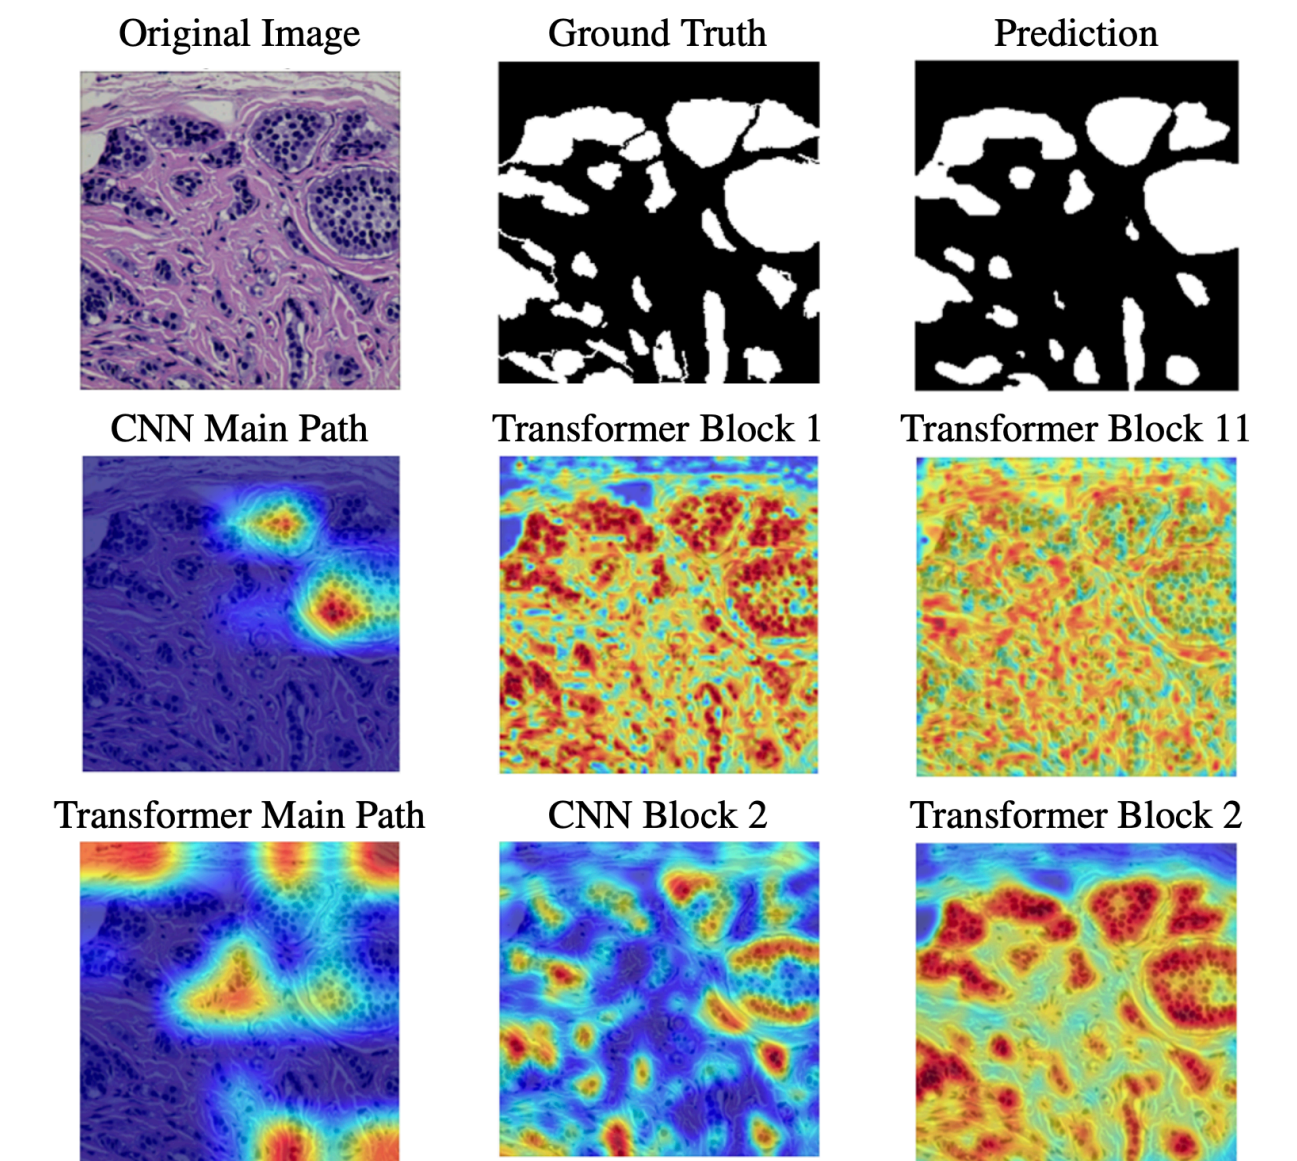 Original Image
Ground Truth
Prediction
CNN Main Path
Transformer Block 1
Transformer Block 11
Transformer Main Path
CNN Block 2
Transformer Block 2